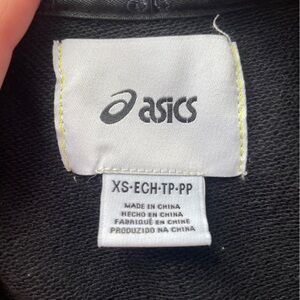 asics
XS-ECH-TP-PP
MADE IN CHINA
HECHO EN CHINA
FABRIQUÉ EN CHINE
PRODUZIDO NA CHINA